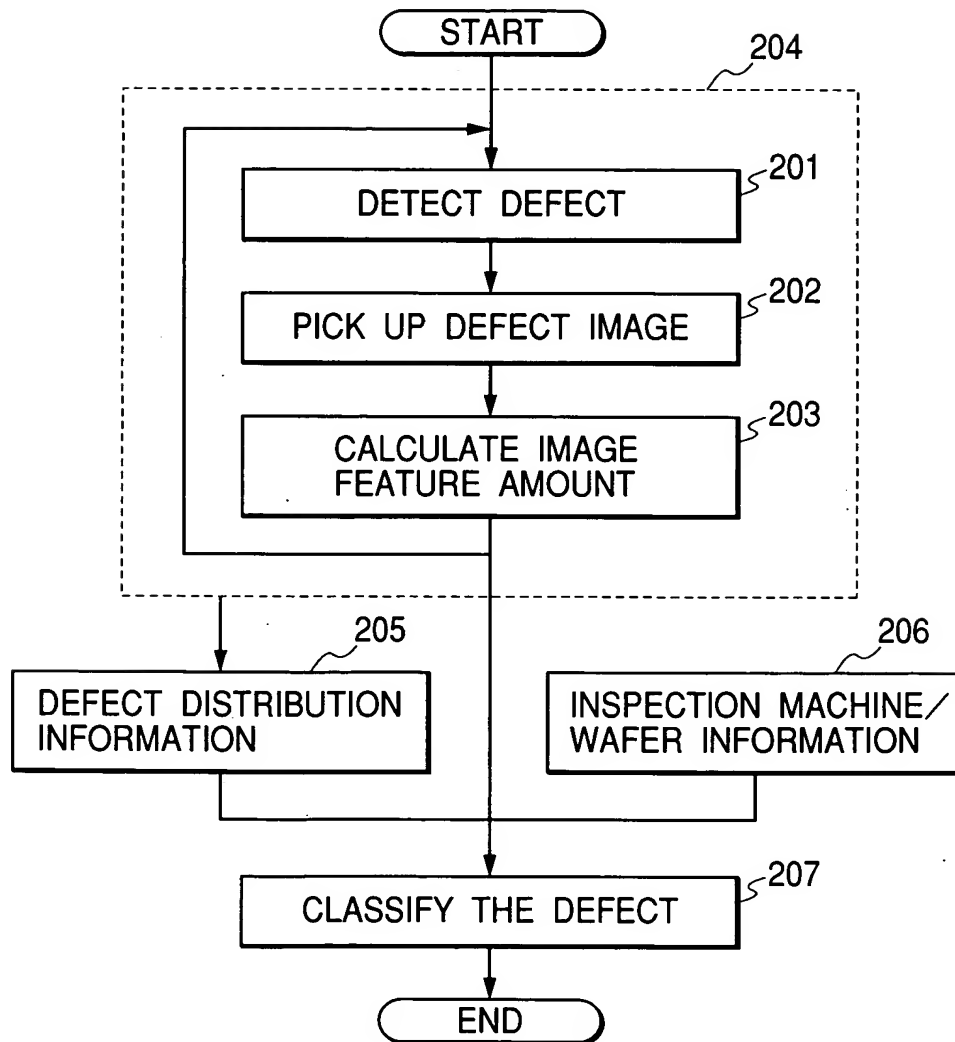 START
204
201
DETECT DEFECT
202
PICK UP DEFECT IMAGE
203
CALCULATE IMAGE
FEATURE AMOUNT
205
DEFECT DISTRIBUTION
INFORMATION
206
INSPECTION MACHINE/
WAFER INFORMATION
207
CLASSIFY THE DEFECT
END